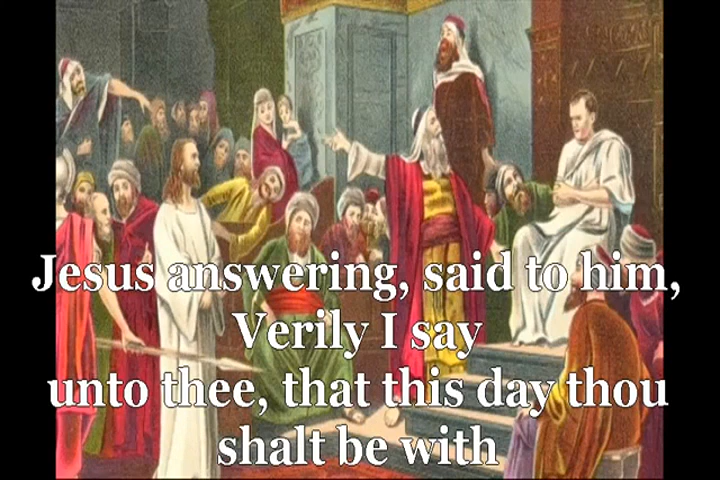 Jesus answering, said to him,
Verily I say
unto thee, that this day thou
shalt be with